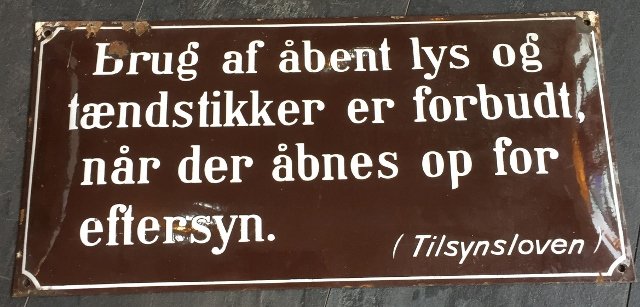 Brug af åbent lys og
tændstikker er forbudt,
når der åbnes op for
eftersyn.
(Tilsynsloven)